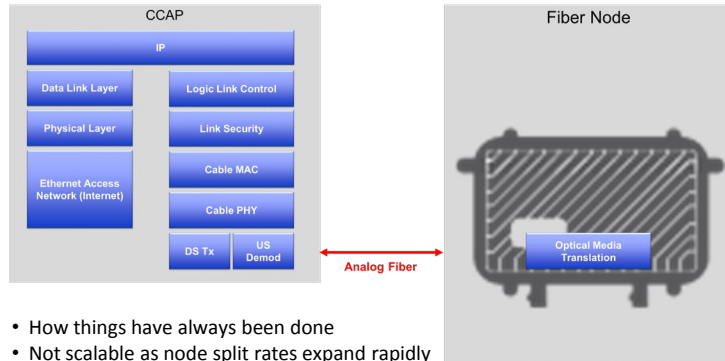 CCAP
IP
Data Link Layer
Logic Link Control
Physical Layer
Link Security
Ethernet Access
Network (Internet)
Cable MAC
Cable PHY
DS Tx
US
Demod
Analog Fiber
Fiber Node
Optical Media
Translation
• How things have always been done
• Not scalable as node split rates expand rapidly